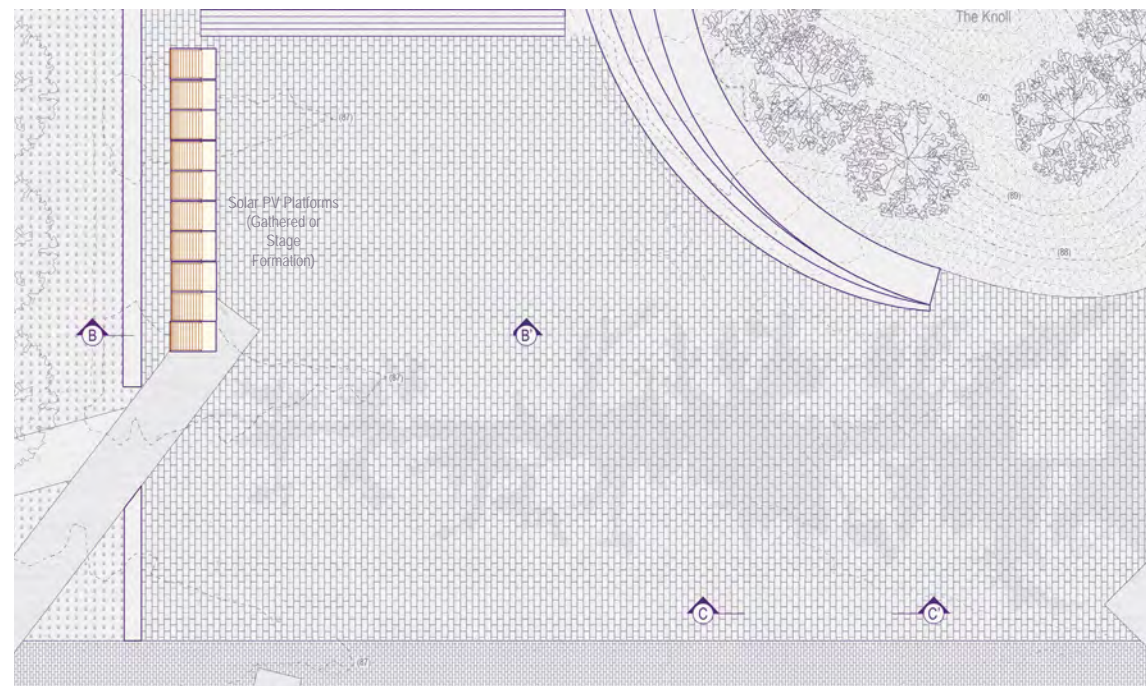 The Knoll
(90)
(87)
(89)
Solar PV Platforms
(Gathered or
Stage
Formation)
(88)
B
B'
(87)
C
C'
(87)